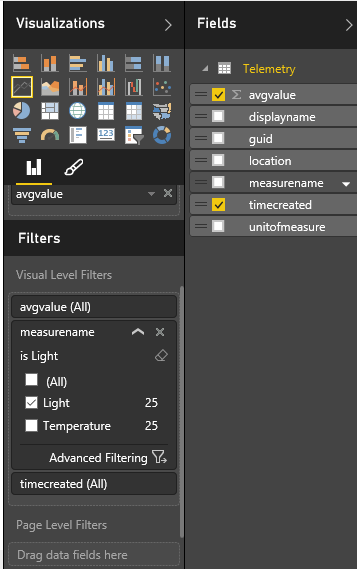 Visualizations
123
avgvalue
Filters
Visual Level Filters
avgvalue (All)
measurename
is Light
(All)
Light 25
Temperature 25
Advanced Filtering
timecreated (All)
Page Level Filters
Drag data fields here
Fields
Telemetry
Σ avgvalue
displayname
guid
location
measurename
timecreated
unitofmeasure